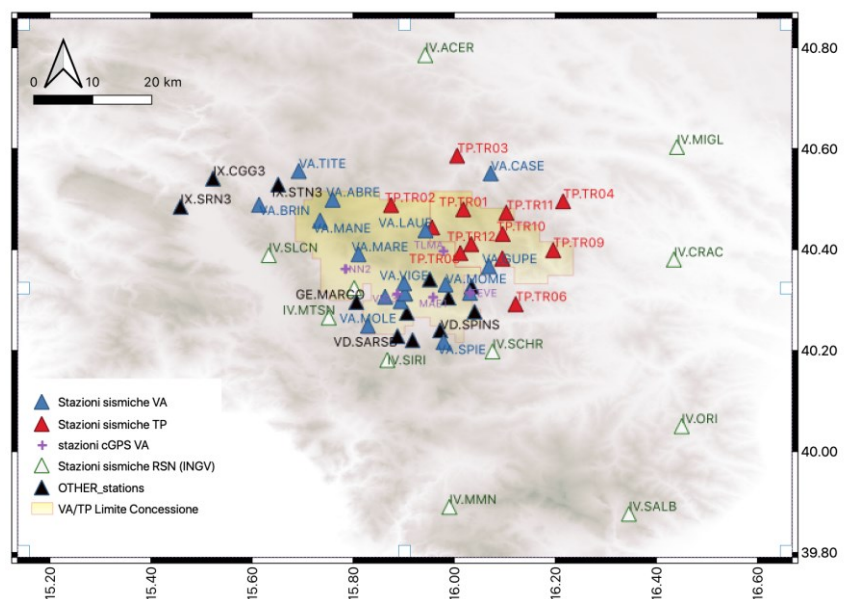 IV.ACER
40.80
0 10 20 km
IV.MIGL
40.60
TP.TR03
VA.TITE
VA.CASE
IX.CGG3
IX.STN3
VA.ABRE
TP.TR02
TP.TR01
TP.TR04
IX.SRN3
VA.BRIN
TP.TR11
VA.MANE
VA.LAUR
TP.TR10
TP.TR12
IV.SLCN
VA.MARE
TLMA
TP.TR09
IV.CRAC
40.40
VA.GUPE
VA.VIGE
VA.MOME
GE.MARCO
TP.TR06
IV.MTSN
VA.MOLE
VD.SPINS
VD.SARS
VA.SPIE
IV.SCHR
40.20
IV.SIRI
IV.ORI
Stazioni sismiche VA
Stazioni sismiche TP
stazioni cGPS VA
Stazioni sismiche RSN (INGV)
OTHER_stations
VA/TP Limite Concessione
40.00
IV.MMN
IV.SALB
39.80
15.20
15.40
15.60
15.80
16.00
16.20
16.40
16.60